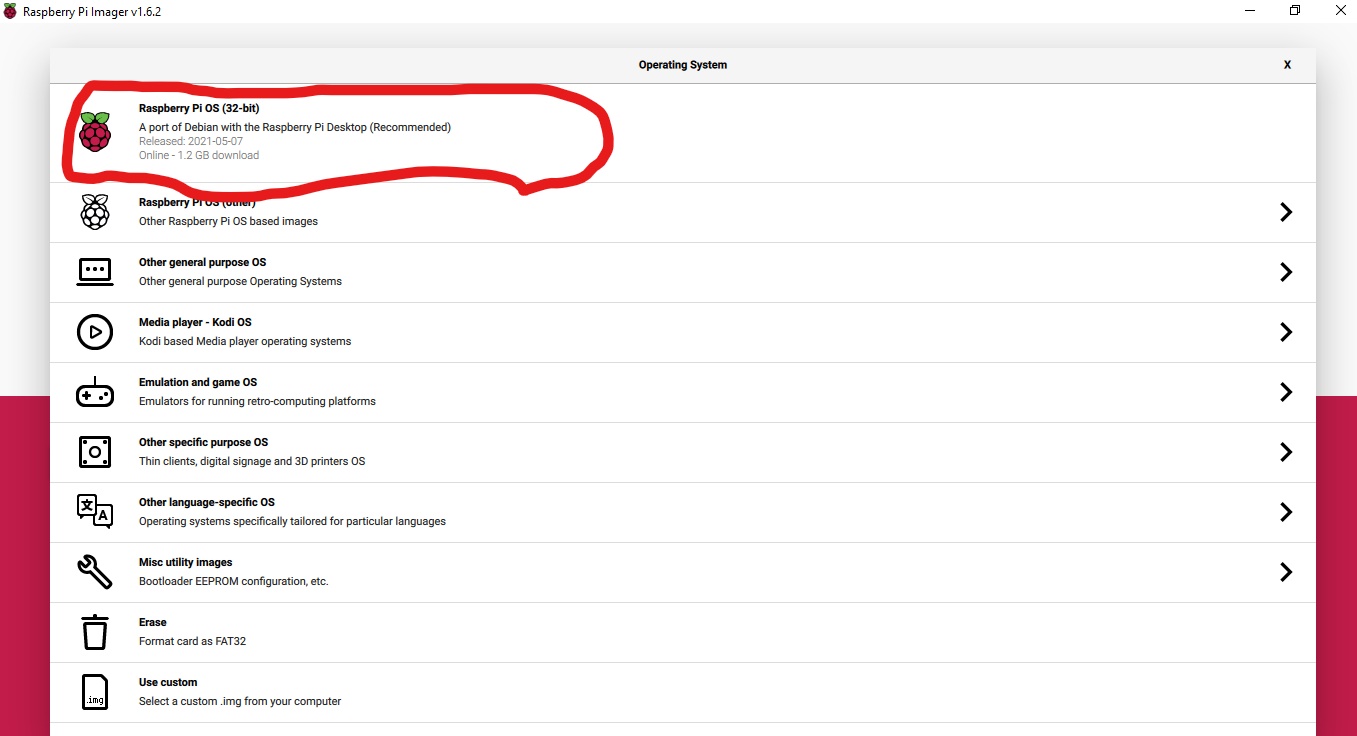 Raspberry Pi Imager v1.6.2
Operating System
X
Raspberry Pi OS (32-bit)
A port of Debian with the Raspberry Pi Desktop (Recommended)
Released: 2021-05-07
Online - 1.2 GB download
Raspberry Pi OS (other)
Other Raspberry Pi OS based images
Other general purpose OS
Other general purpose Operating Systems
Media player - Kodi OS
Kodi based Media player operating systems
Emulation and game OS
Emulators for running retro-computing platforms
Other specific purpose OS
Thin clients, digital signage and 3D printers OS
文 A
Other language-specific OS
Operating systems specifically tailored for particular languages
Misc utility images
Bootloader EEPROM configuration, etc.
Erase
Format card as FAT32
.img
Use custom
Select a custom .img from your computer